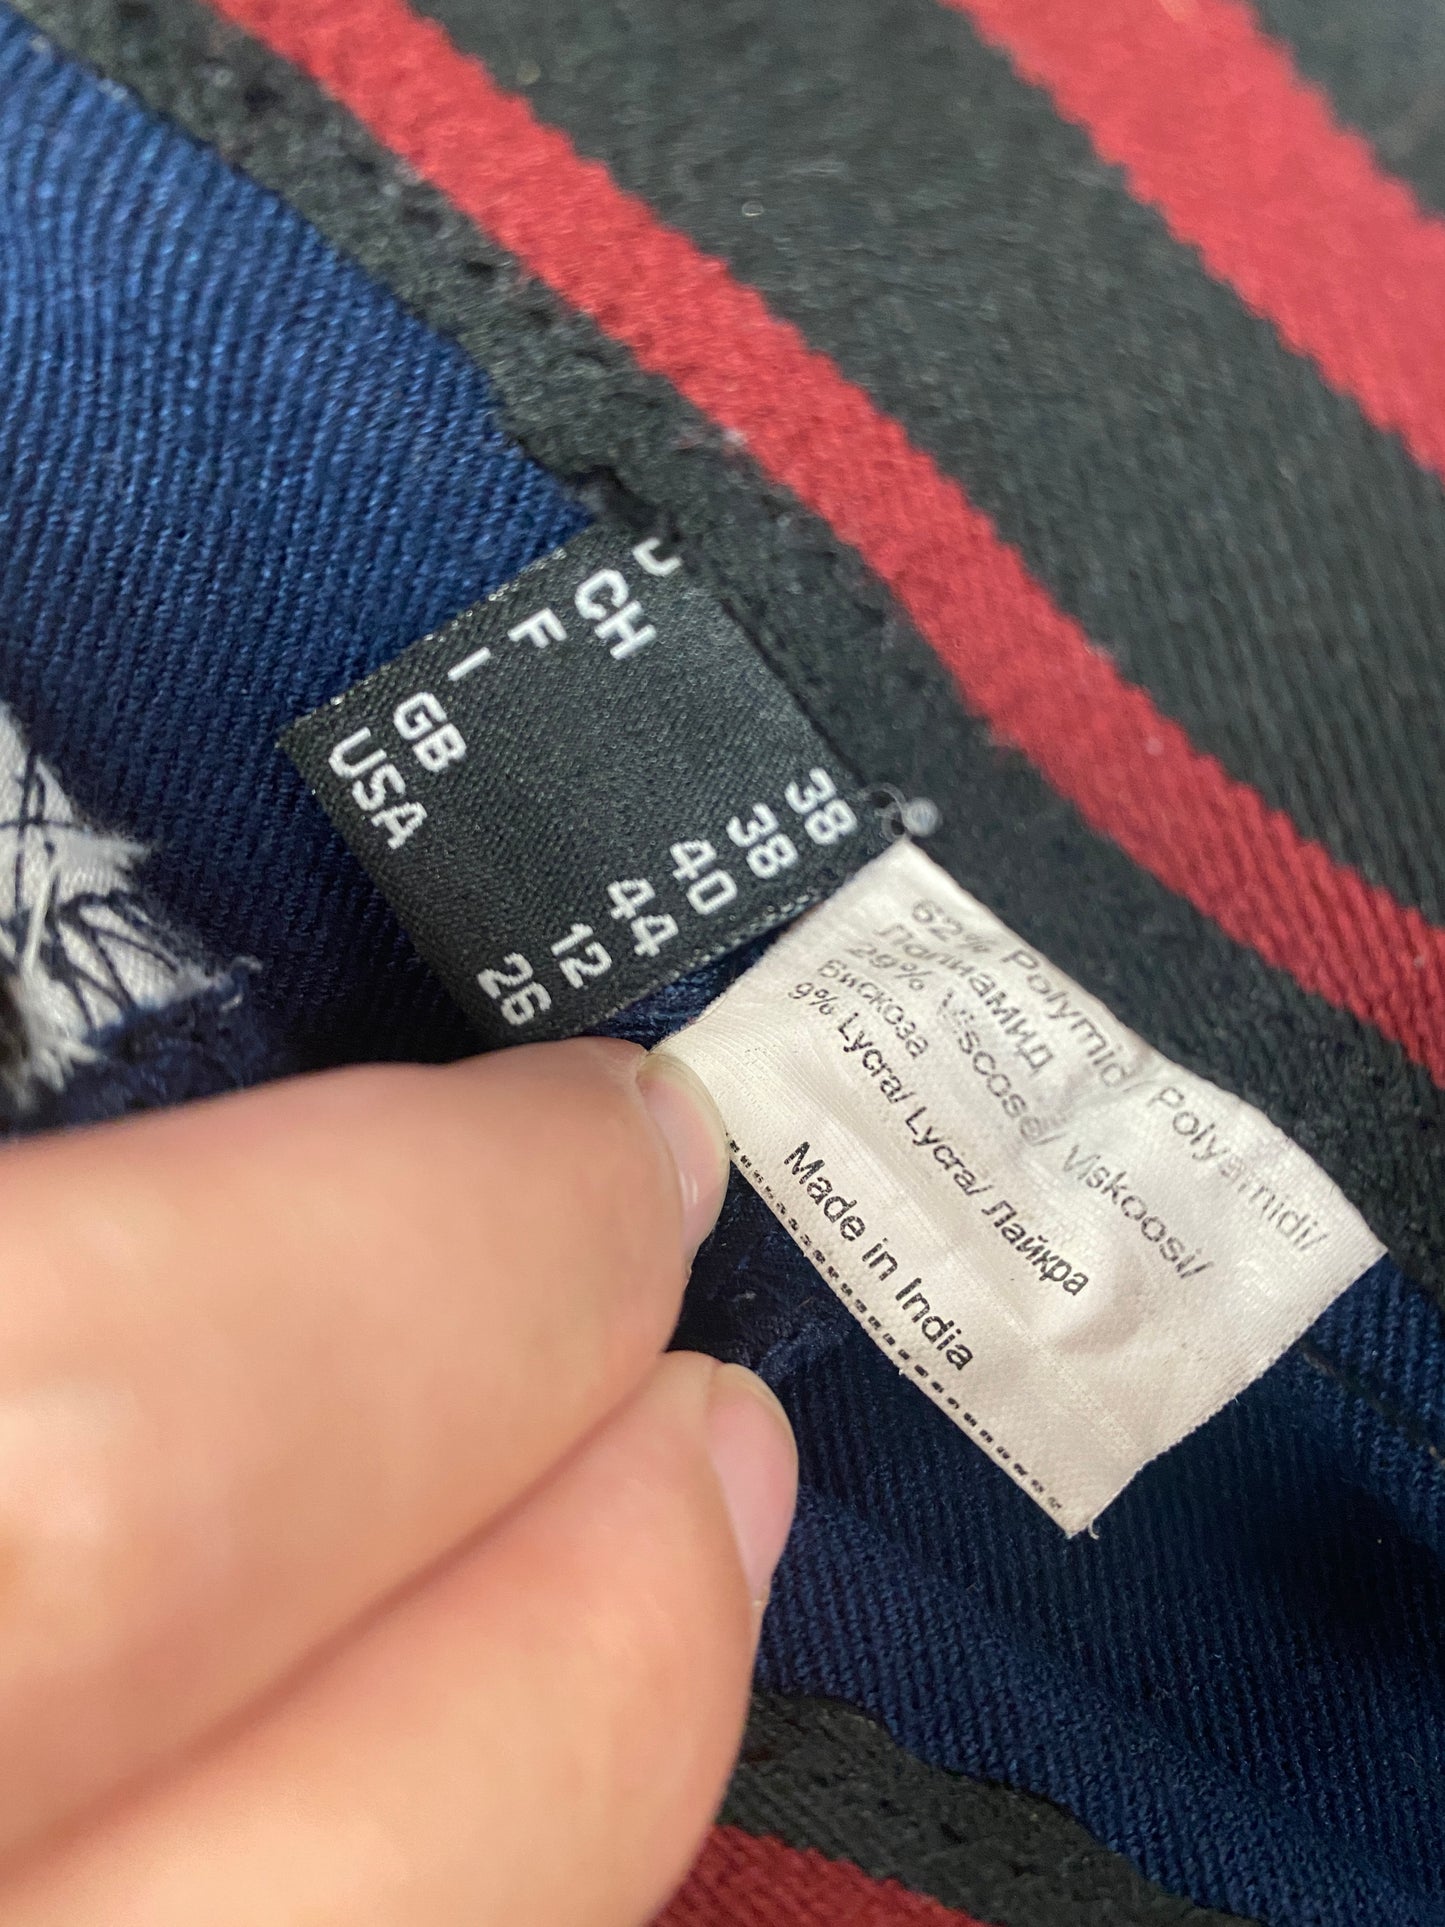 D 38
CH 38
F 40
I 44
GB 12
USA 26
62% Polymid/ Polyamidi/
Полиамид
29% Viscose/ Viskoosi/
Вискоза
9% Lycra/ Lycra/ Лайкра
Made in India